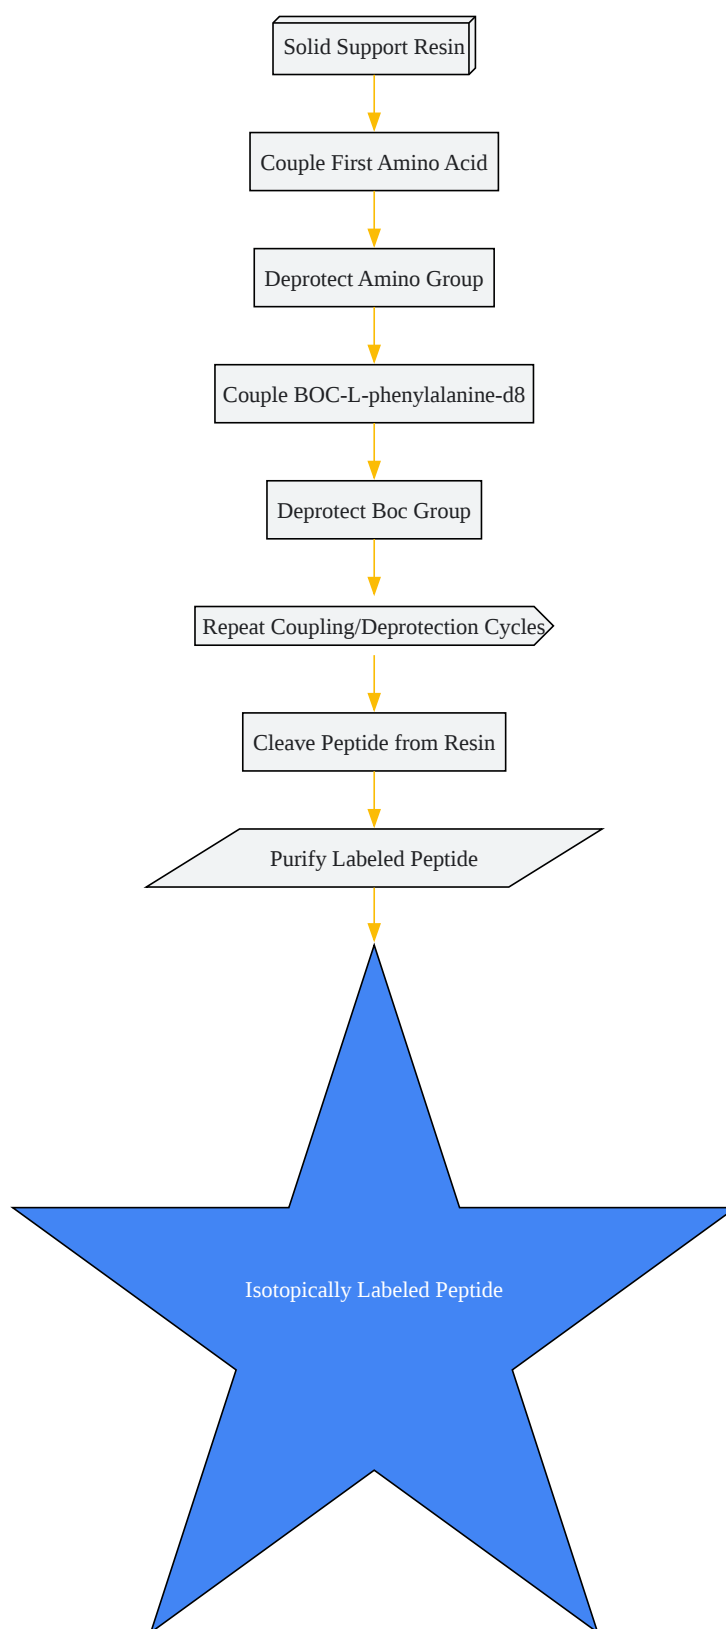 Solid Support Resin
Couple First Amino Acid
Deprotect Amino Group
Couple BOC-L-phenylalanine-d8
Deprotect Boc Group
Repeat Coupling/Deprotection Cycles
Cleave Peptide from Resin
Purify Labeled Peptide
Isotopically Labeled Peptide